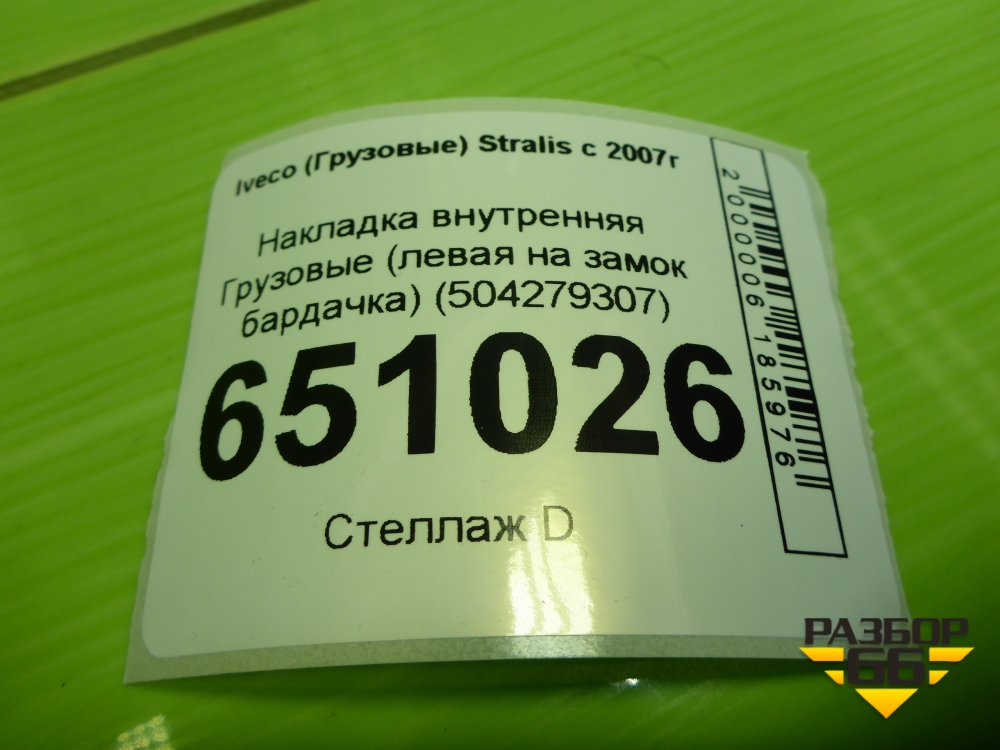 Iveco (Грузовые) Stralis с 2007г
Накладка внутренняя
Грузовые (левая на замок
бардачка) (504279307)
651026
Стеллаж D
2000006185976
РАЗБОР
66